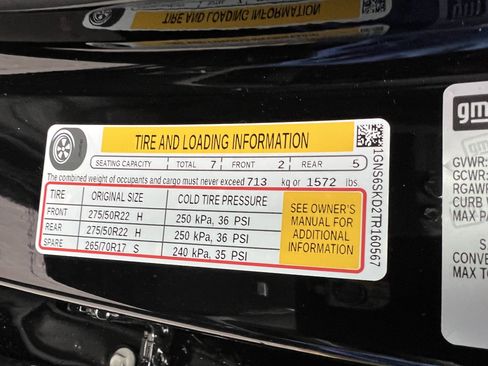 TIRE AND LOADING INFORMATION
SEATING CAPACITY TOTAL 7 FRONT 2 REAR 5
The combined weight of occupants and cargo must never exceed 713 kg or 1572 lbs
TIRE ORIGINAL SIZE COLD TIRE PRESSURE
FRONT 275/50R22 H 250 kPa, 36 PSI
REAR 275/50R22 H 250 kPa, 36 PSI
SPARE 265/70R17 S 240 kPa, 35 PSI
SEE OWNER'S
MANUAL FOR
ADDITIONAL
INFORMATION
1GNS6SKD2TR160567
TIRE AND LOADING INFORMATION
gm
GVWR:
GCWR:
RGAWR
CURB W
MAX PA
S
CONVE
MAX TO